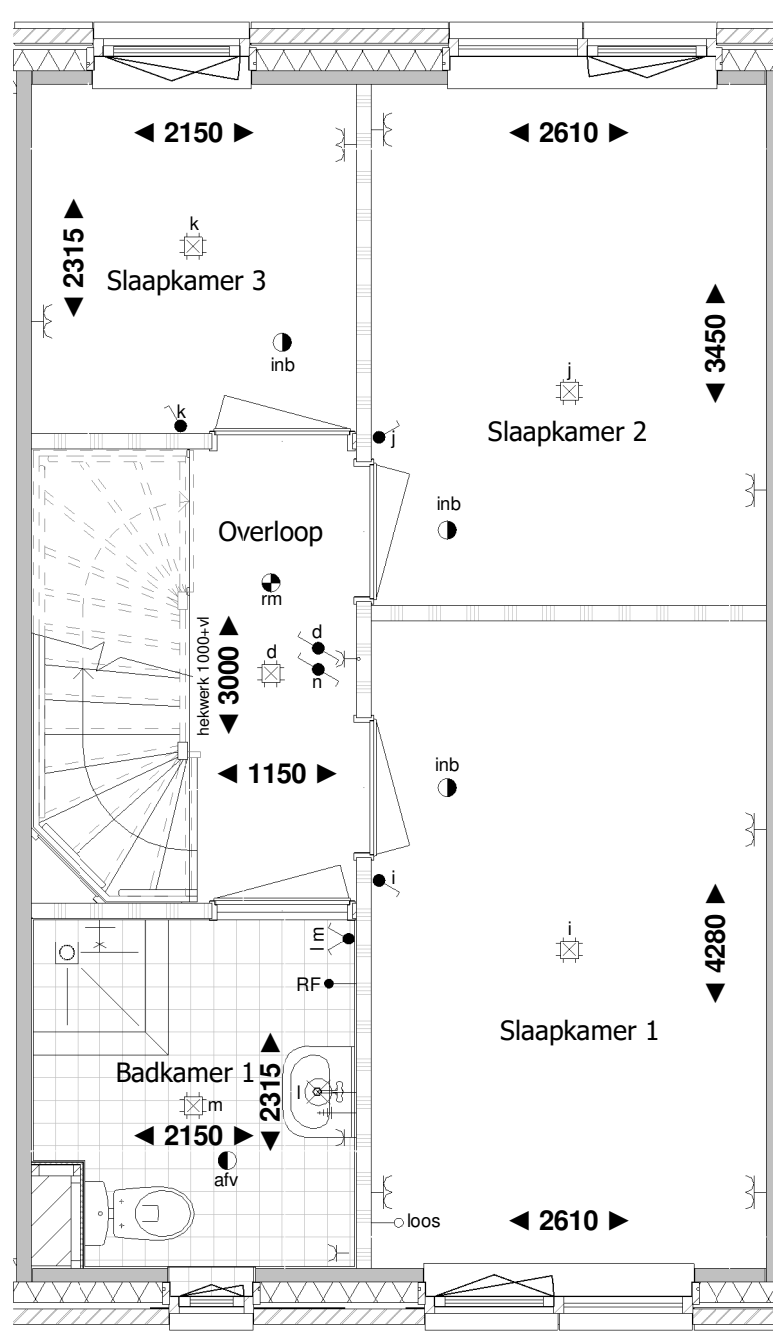 2150
2610
2315
k
Slaapkamer 3
3450
inb
j
k
j
Slaapkamer 2
inb
Overloop
rm
hekwerk 1000+vl
3000
d
d
n
1150
inb
i
i
l m
4280
RF
Slaapkamer 1
Badkamer 1
2315
l
m
2150
afv
loos
2610